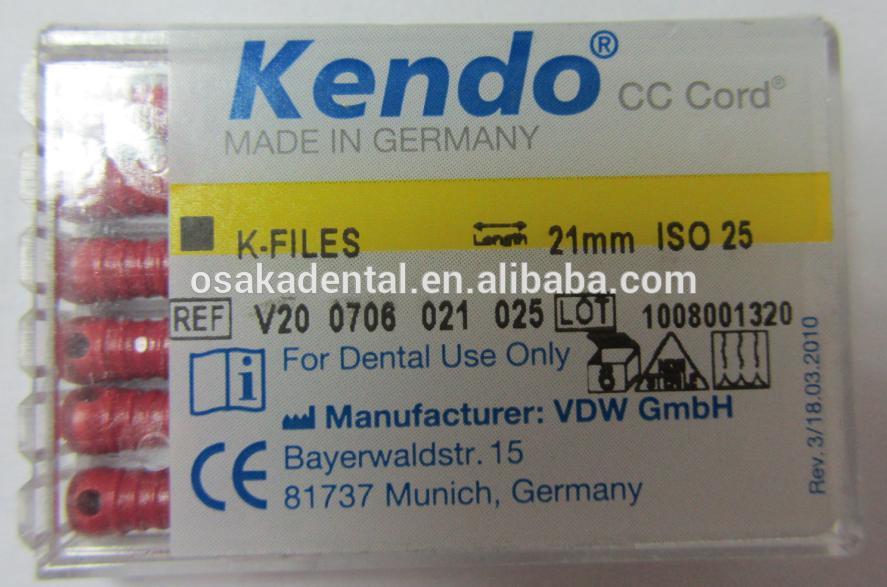 Kendo® CC Cord®
MADE IN GERMANY
K-FILES Length 21mm ISO 25
osakadental.en.alibaba.com
REF V20 0706 021 025 LOT 1008001320
i For Dental Use Only
Manufacturer: VDW GmbH
CE Bayerwaldstr. 15
81737 Munich, Germany
Rev. 3/18.03.2010